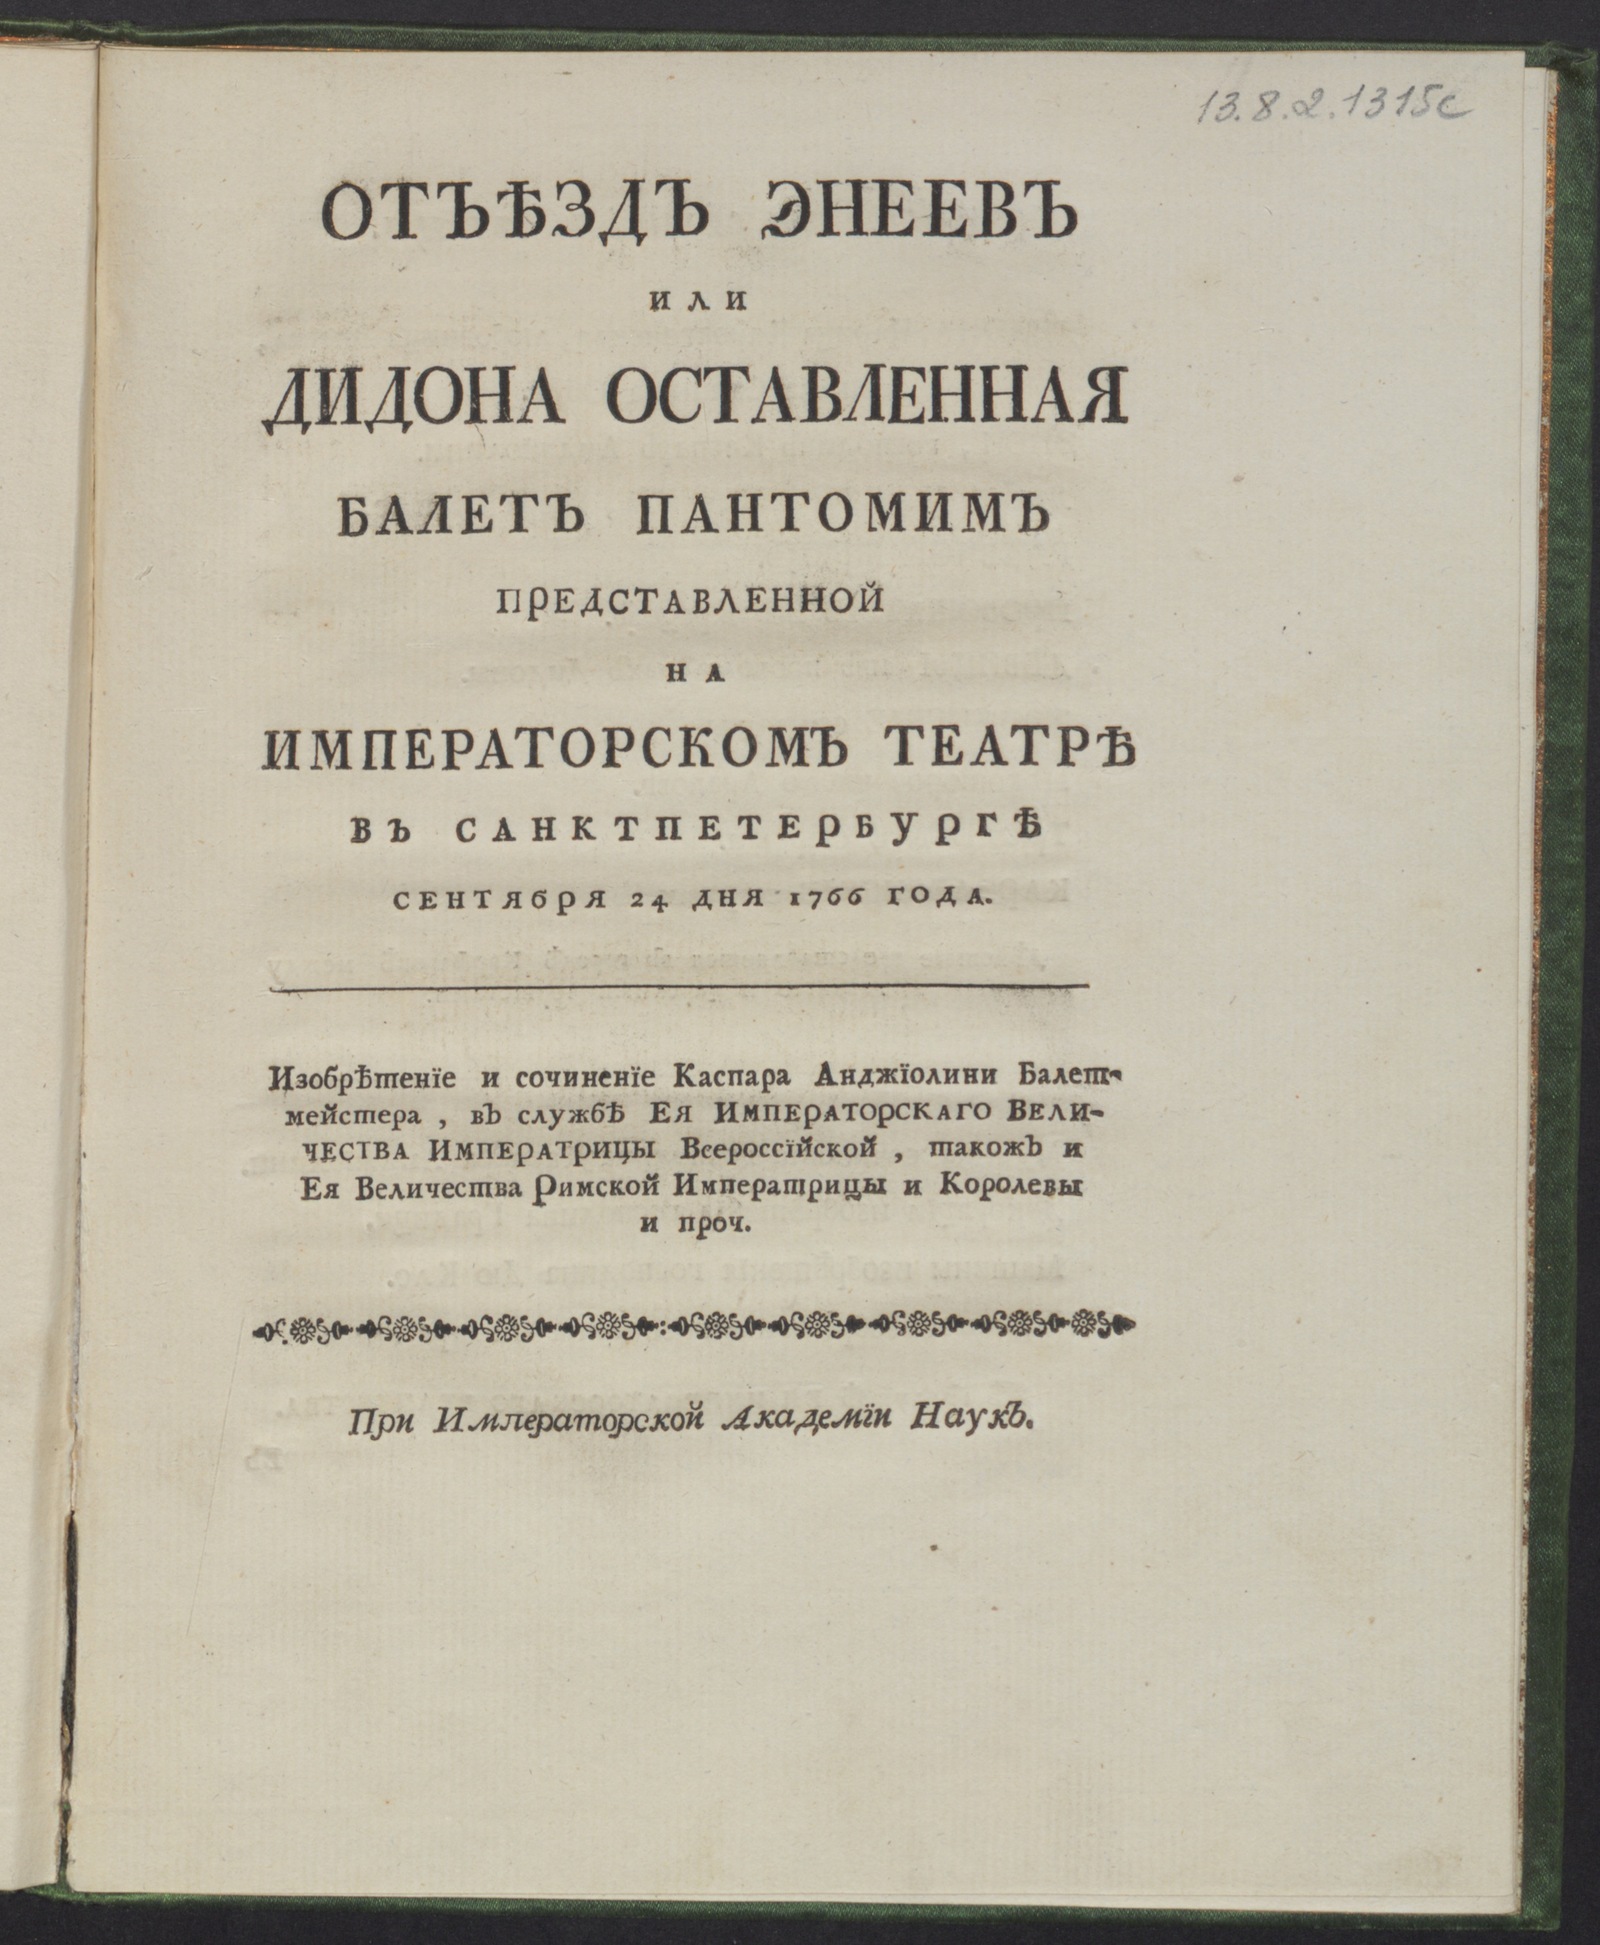 13.8.2.1315c
ОТЪѢЗДЪ ЭНЕЕВЪ
ИЛИ
ДИДОНА ОСТАВЛЕННАЯ
БАЛЕТЪ ПАНТОМИМЪ
ПРЕДСТАВЛЕННОЙ
НА
ИМПЕРАТОРСКОМЪ ТЕАТРѢ
ВЪ САНКТПЕТЕРБУРГѢ
СЕНТЯБРЯ 24 ДНЯ 1766 ГОДА.
Изобрѣтенїе и сочиненїе Каспара Анджїолини Балет-
мейстера , въ службѣ ЕЯ ИМПЕРАТОРСКАГО ВЕЛИ-
ЧЕСТВА ИМПЕРАТРИЦЫ Всероссїйской , такожъ и
Ея Величества Римской Императрицы и Королевы
и проч.
При Императорской Академїи Наукъ.